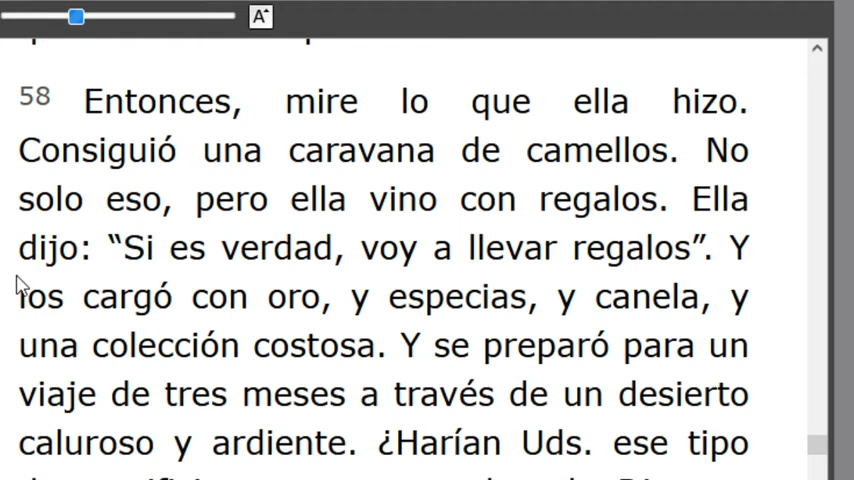 A
58 Entonces, mire lo que ella hizo.
Consiguió una caravana de camellos. No
solo eso, pero ella vino con regalos. Ella
dijo: “Si es verdad, voy a llevar regalos”. Y
los cargó con oro, y especias, y canela, y
una colección costosa. Y se preparó para un
viaje de tres meses a través de un desierto
caluroso y ardiente. ¿Harían Uds. ese tipo